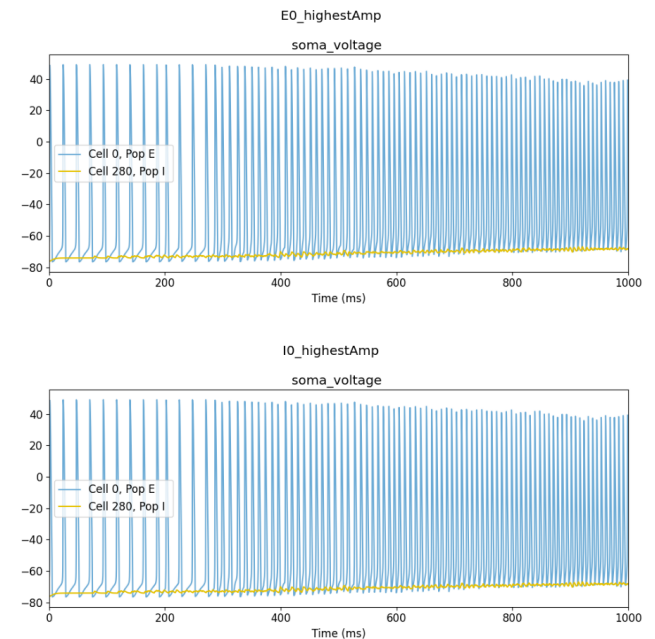 E0_highestAmp
soma_voltage
40
20
0
−20
−40
−60
−80
Cell 0, Pop E
Cell 280, Pop I
0
200
400
600
800
1000
Time (ms)
I0_highestAmp
soma_voltage
40
20
0
−20
−40
−60
−80
Cell 0, Pop E
Cell 280, Pop I
0
200
400
600
800
1000
Time (ms)